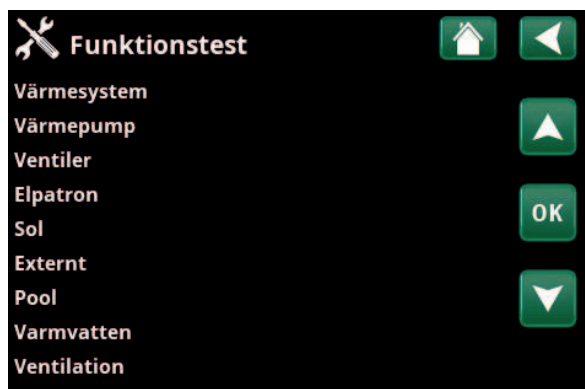 Funktionstest
Värmesystem
Värmepump
Ventiler
Elpatron
OK
Sol
Externt
Pool
Varmvatten
Ventilation